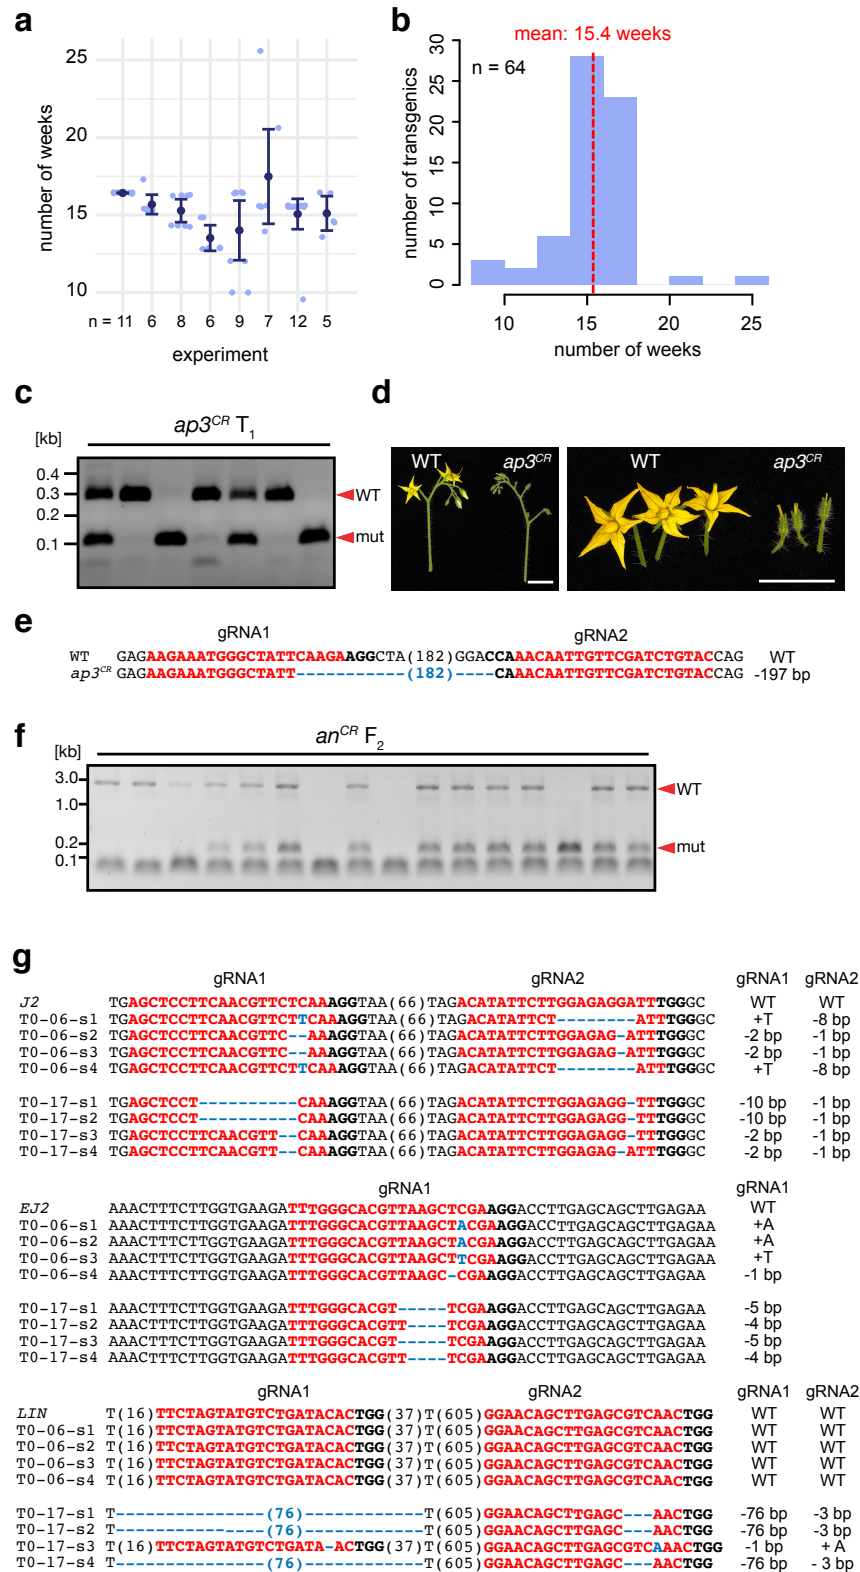 a
number of weeks
25
20
15
10
n = 11 6 8 6 9 7 12 5
experiment
b
mean: 15.4 weeks
n = 64
number of transgenics
30
25
20
15
10
5
0
10 15 20 25
number of weeks
c
ap3CR T1
[kb]
0.4
0.3
0.2
0.1
WT
mut
d
WT ap3CR
WT ap3CR
e
gRNA1 gRNA2
WT GAGAAGAAATGGGCTATTCAAGAAGGCTA(182)GGACCAAACAATTGTTCGATCTGTACCAG WT
ap3CR GAGAAGAAATGGGCTATT-----------(182)----CAAACAATTGTTCGATCTGTACCAG -197 bp
f
anCR F2
[kb]
3.0
1.0
0.2
0.1
WT
mut
g
gRNA1 gRNA2 gRNA1 gRNA2
J2 TGAGCTCCTTCAACGTTCTCAAAGGTAA(66)TAGACATATTCTTGGAGAGGATTTGGGC WT WT
T0-06-s1 TGAGCTCCTTCAACGTTCTTCAAAGGTAA(66)TAGACATATTCT--------ATTTGGGC +T -8 bp
T0-06-s2 TGAGCTCCTTCAACGTTC--AAAGGTAA(66)TAGACATATTCTTGGAGAG-ATTTGGGC -2 bp -1 bp
T0-06-s3 TGAGCTCCTTCAACGTTC--AAAGGTAA(66)TAGACATATTCTTGGAGAG-ATTTGGGC -2 bp -1 bp
T0-06-s4 TGAGCTCCTTCAACGTTCTTCAAAGGTAA(66)TAGACATATTCT--------ATTTGGGC +T -8 bp
T0-17-s1 TGAGCTCCT----------CAAAGGTAA(66)TAGACATATTCTTGGAGAGG-TTTGGGC -10 bp -1 bp
T0-17-s2 TGAGCTCCT----------CAAAGGTAA(66)TAGACATATTCTTGGAGAGG-TTTGGGC -10 bp -1 bp
T0-17-s3 TGAGCTCCTTCAACGTT--CAAAGGTAA(66)TAGACATATTCTTGGAGAGG-TTTGGGC -2 bp -1 bp
T0-17-s4 TGAGCTCCTTCAACGTT--CAAAGGTAA(66)TAGACATATTCTTGGAGAG-ATTTGGGC -2 bp -1 bp
gRNA1 gRNA1
EJ2 AAACTTTCTTGGTGAAGATTTGGGCACGTTAAGCTCGAAGGACCTTGAGCAGCTTGAGAA WT
T0-06-s1 AAACTTTCTTGGTGAAGATTTGGGCACGTTAAGCTACGAAGGACCTTGAGCAGCTTGAGAA +A
T0-06-s2 AAACTTTCTTGGTGAAGATTTGGGCACGTTAAGCTACGAAGGACCTTGAGCAGCTTGAGAA +A
T0-06-s3 AAACTTTCTTGGTGAAGATTTGGGCACGTTAAGCTTCGAAGGACCTTGAGCAGCTTGAGAA +T
T0-06-s4 AAACTTTCTTGGTGAAGATTTGGGCACGTTAAGC-CGAAGGACCTTGAGCAGCTTGAGAA -1 bp
T0-17-s1 AAACTTTCTTGGTGAAGATTTGGGCACGT-----TCGAAGGACCTTGAGCAGCTTGAGAA -5 bp
T0-17-s2 AAACTTTCTTGGTGAAGATTTGGGCACGTT----TCGAAGGACCTTGAGCAGCTTGAGAA -4 bp
T0-17-s3 AAACTTTCTTGGTGAAGATTTGGGCACGT-----TCGAAGGACCTTGAGCAGCTTGAGAA -5 bp
T0-17-s4 AAACTTTCTTGGTGAAGATTTGGGCACGTT----TCGAAGGACCTTGAGCAGCTTGAGAA -4 bp
gRNA1 gRNA2 gRNA1 gRNA2
LIN T(16)TTCTAGTATGTCTGATACACTGG(37)T(605)GGAACAGCTTGAGCGTCAACTGG WT WT
T0-06-s1 T(16)TTCTAGTATGTCTGATACACTGG(37)T(605)GGAACAGCTTGAGCGTCAACTGG WT WT
T0-06-s2 T(16)TTCTAGTATGTCTGATACACTGG(37)T(605)GGAACAGCTTGAGCGTCAACTGG WT WT
T0-06-s3 T(16)TTCTAGTATGTCTGATACACTGG(37)T(605)GGAACAGCTTGAGCGTCAACTGG WT WT
T0-06-s4 T(16)TTCTAGTATGTCTGATACACTGG(37)T(605)GGAACAGCTTGAGCGTCAACTGG WT WT
T0-17-s1 T---------------(76)------------T(605)GGAACAGCTTGAGC---AACTGG -76 bp -3 bp
T0-17-s2 T---------------(76)------------T(605)GGAACAGCTTGAGC---AACTGG -76 bp -3 bp
T0-17-s3 T(16)TTCTAGTATGTCTGATA-ACTGG(37)T(605)GGAACAGCTTGAGCGTCAAACTGG -1 bp + A
T0-17-s4 T---------------(76)------------T(605)GGAACAGCTTGAGC---AACTGG -76 bp - 3 bp